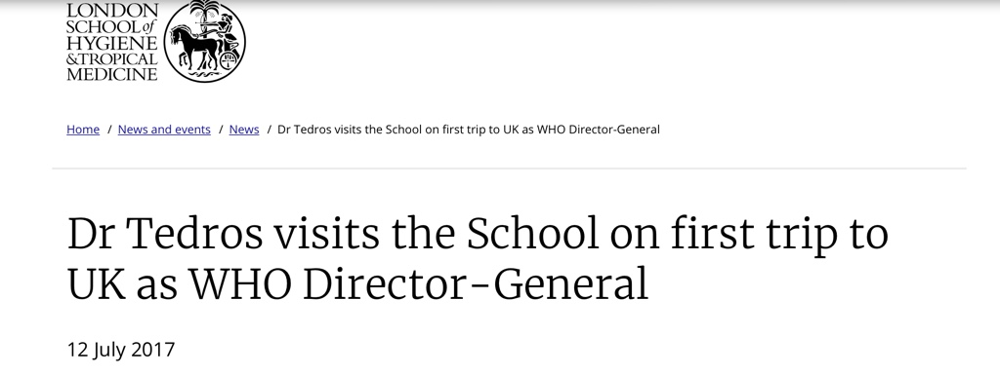 LONDON
SCHOOL of
HYGIENE
& TROPICAL
MEDICINE
Home / News and events / News / Dr Tedros visits the School on first trip to UK as WHO Director-General
Dr Tedros visits the School on first trip to
UK as WHO Director-General
12 July 2017